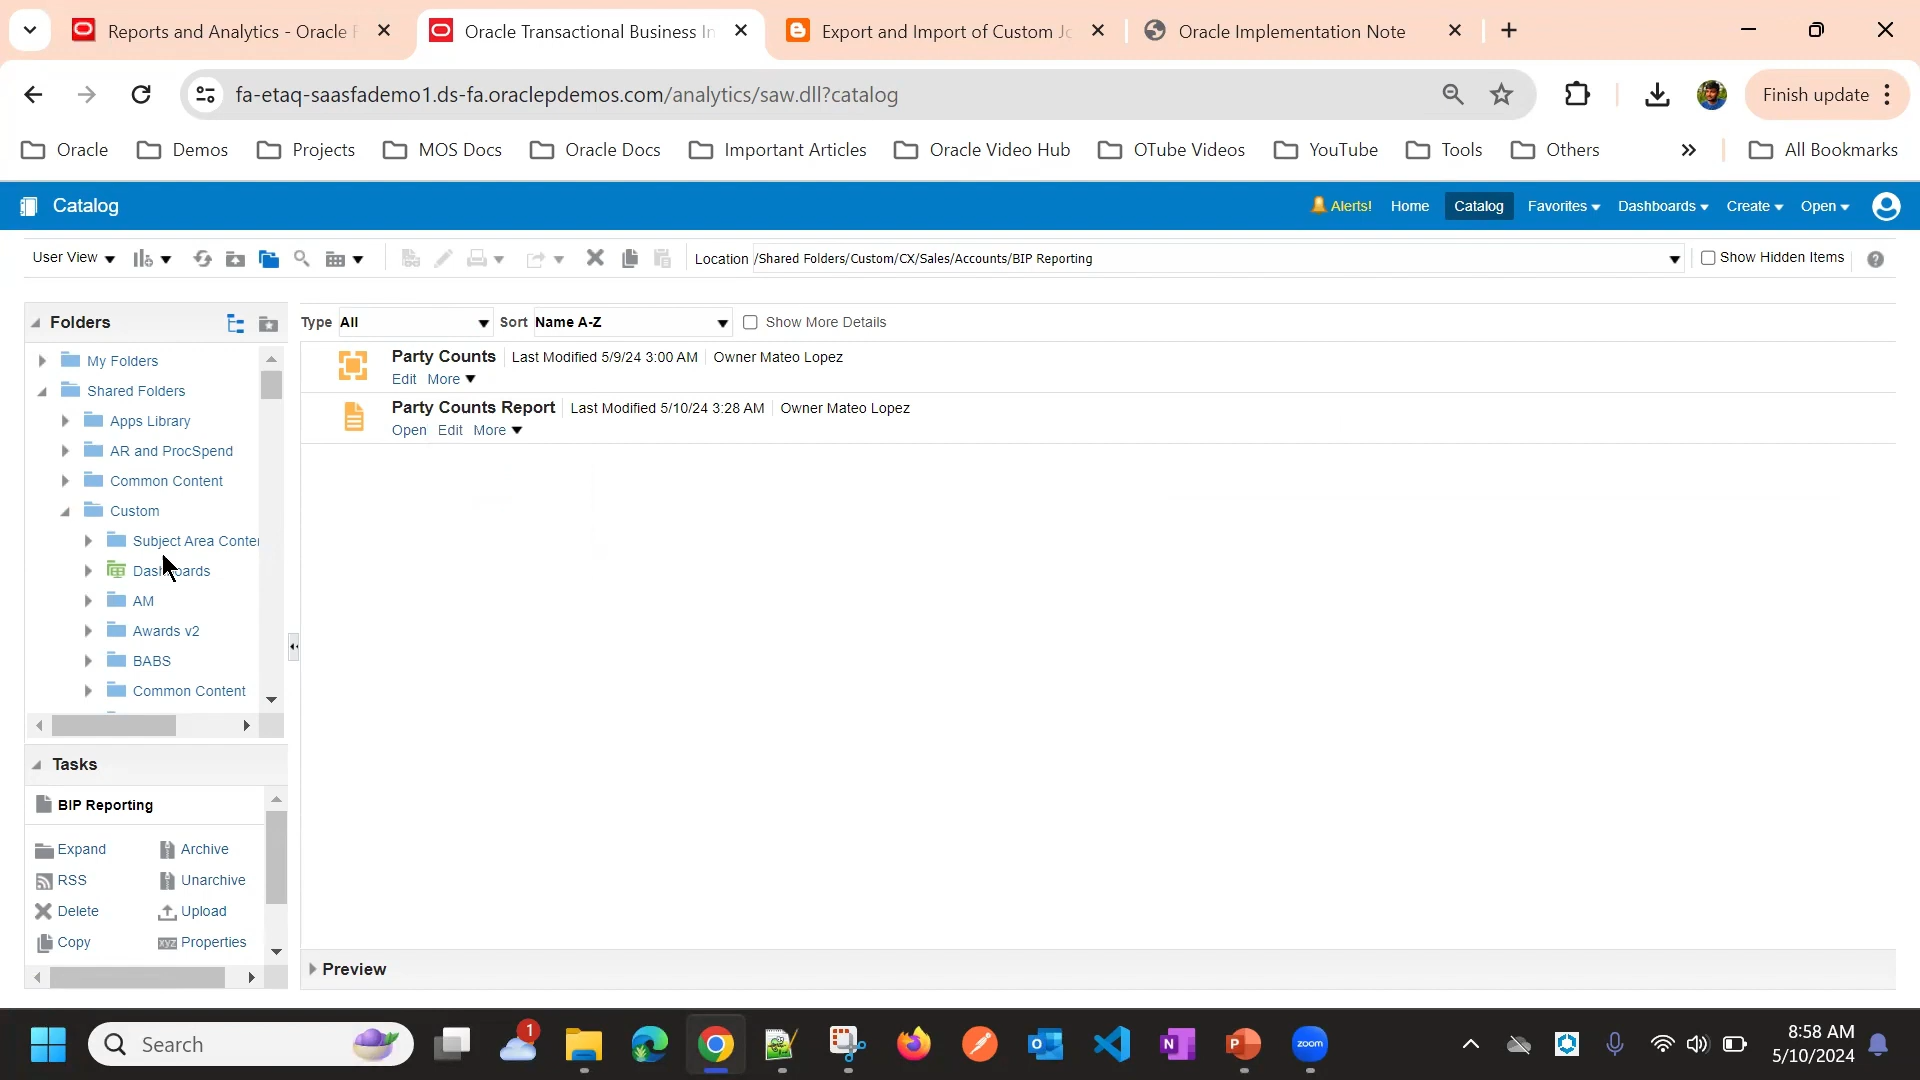 Reports and Analytics - Oracle F
Oracle Transactional Business In
Export and Import of Custom Jo
Oracle Implementation Note
fa-etaq-saasfademo1.ds-fa.oraclepdemos.com/analytics/saw.dll?catalog
Finish update
Oracle
Demos
Projects
MOS Docs
Oracle Docs
Important Articles
Oracle Video Hub
OTube Videos
YouTube
Tools
Others
»
All Bookmarks
Catalog
Alerts!
Home
Catalog
Favorites
Dashboards
Create
Open
User View
Location /Shared Folders/Custom/CX/Sales/Accounts/BIP Reporting
Show Hidden Items
Folders
Type All
Sort Name A-Z
Show More Details
My Folders
Shared Folders
Apps Library
AR and ProcSpend
Common Content
Custom
Subject Area Conter
Dashboards
AM
Awards v2
BABS
Common Content
Party Counts Last Modified 5/9/24 3:00 AM Owner Mateo Lopez
Edit More
Party Counts Report Last Modified 5/10/24 3:28 AM Owner Mateo Lopez
Open Edit More
Tasks
BIP Reporting
Expand Archive
RSS Unarchive
Delete Upload
Copy xyz Properties
Preview
Search
1
zoom
8:58 AM
5/10/2024